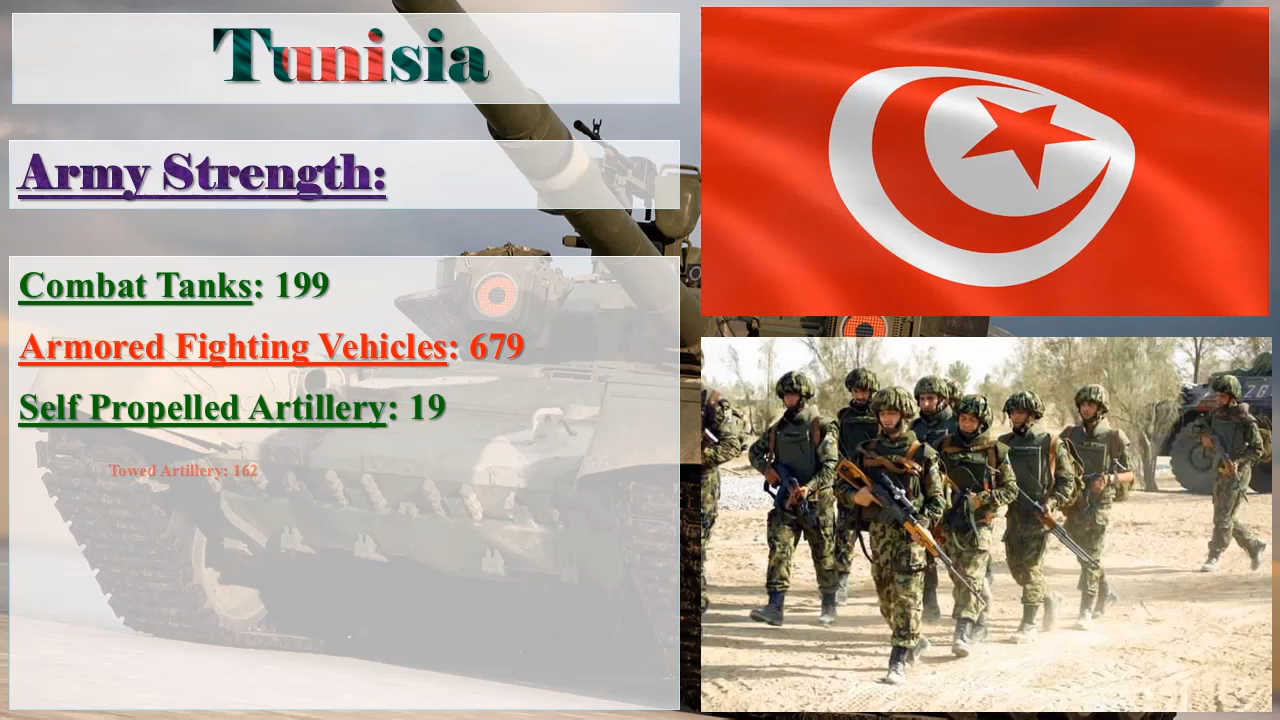 Tunisia
Army Strength:
Combat Tanks: 199
Armored Fighting Vehicles: 679
Self Propelled Artillery: 19
Towed Artillery: 162